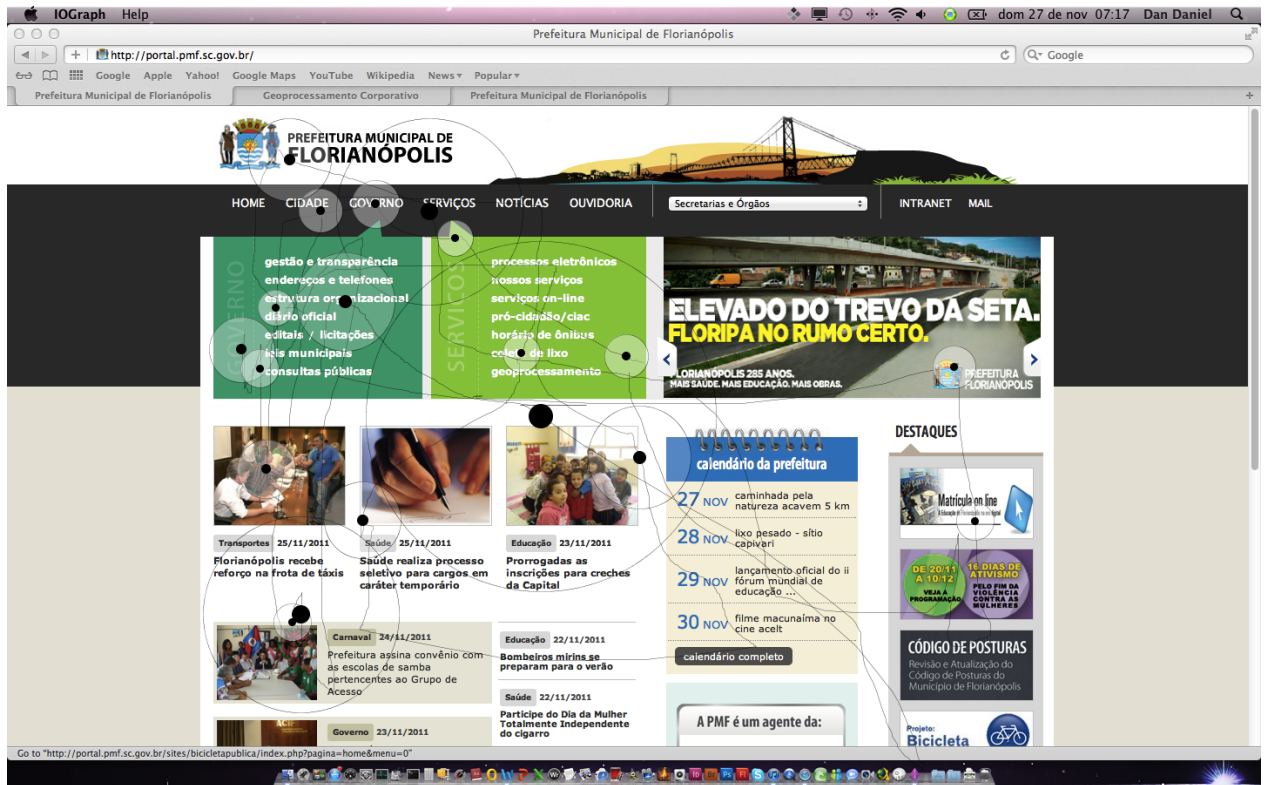 IOGraph Help
dom 27 de nov 07:17 Dan Daniel
Prefeitura Municipal de Florianópolis
http://portal.pmf.sc.gov.br/
Google
Google Apple Yahoo! Google Maps YouTube Wikipedia News Popular
Prefeitura Municipal de Florianópolis Geoprocessamento Corporativo Prefeitura Municipal de Florianópolis
PREFEITURA MUNICIPAL DE
FLORIANÓPOLIS
HOME CIDADE GOVERNO SERVIÇOS NOTÍCIAS OUVIDORIA
Secretarias e Órgãos
INTRANET MAIL
GOVERNO
gestão e transparência
endereços e telefones
estrutura organizacional
diário oficial
editais / licitações
leis municipais
consultas públicas
SERVIÇOS
processos eletrônicos
nossos serviços
serviços on-line
pró-cidadão/ciac
horário de ônibus
coleta de lixo
geoprocessamento
ELEVADO DO TREVO DA SETA.
FLORIPA NO RUMO CERTO.
FLORIANÓPOLIS 285 ANOS.
MAIS SAÚDE. MAIS EDUCAÇÃO. MAIS OBRAS.
PREFEITURA
FLORIANÓPOLIS
Transportes 25/11/2011
Florianópolis recebe
reforço na frota de táxis
Saúde 25/11/2011
Saúde realiza processo
seletivo para cargos em
caráter temporário
Educação 23/11/2011
Prorrogadas as
inscrições para creches
da Capital
Carnaval 24/11/2011
Prefeitura assina convênio com
as escolas de samba
pertencentes ao Grupo de
Acesso
Governo 23/11/2011
Educação 22/11/2011
Bombeiros mirins se
preparam para o verão
Saúde 22/11/2011
Participe do Dia da Mulher
Totalmente Independente
do cigarro
calendário da prefeitura
27 NOV caminhada pela
natureza acavem 5 km
28 NOV lixo pesado - sítio
capivari
29 NOV lançamento oficial do ii
fórum mundial de
educação ...
30 NOV filme macunaíma no
cine acelt
calendário completo
A PMF é um agente da:
DESTAQUES
Matrícula on line
DE 20/11
A 10/12
VEJA A
PROGRAMAÇÃO
16 DIAS DE
ATIVISMO
PELO FIM DA
VIOLÊNCIA
CONTRA AS
MULHERES
CÓDIGO DE POSTURAS
Revisão e Atualização do
Código de Posturas do
Município de Florianópolis
Projeto:
Bicicleta
Go to "http://portal.pmf.sc.gov.br/sites/bicicletapublica/index.php?pagina=home&menu=0"